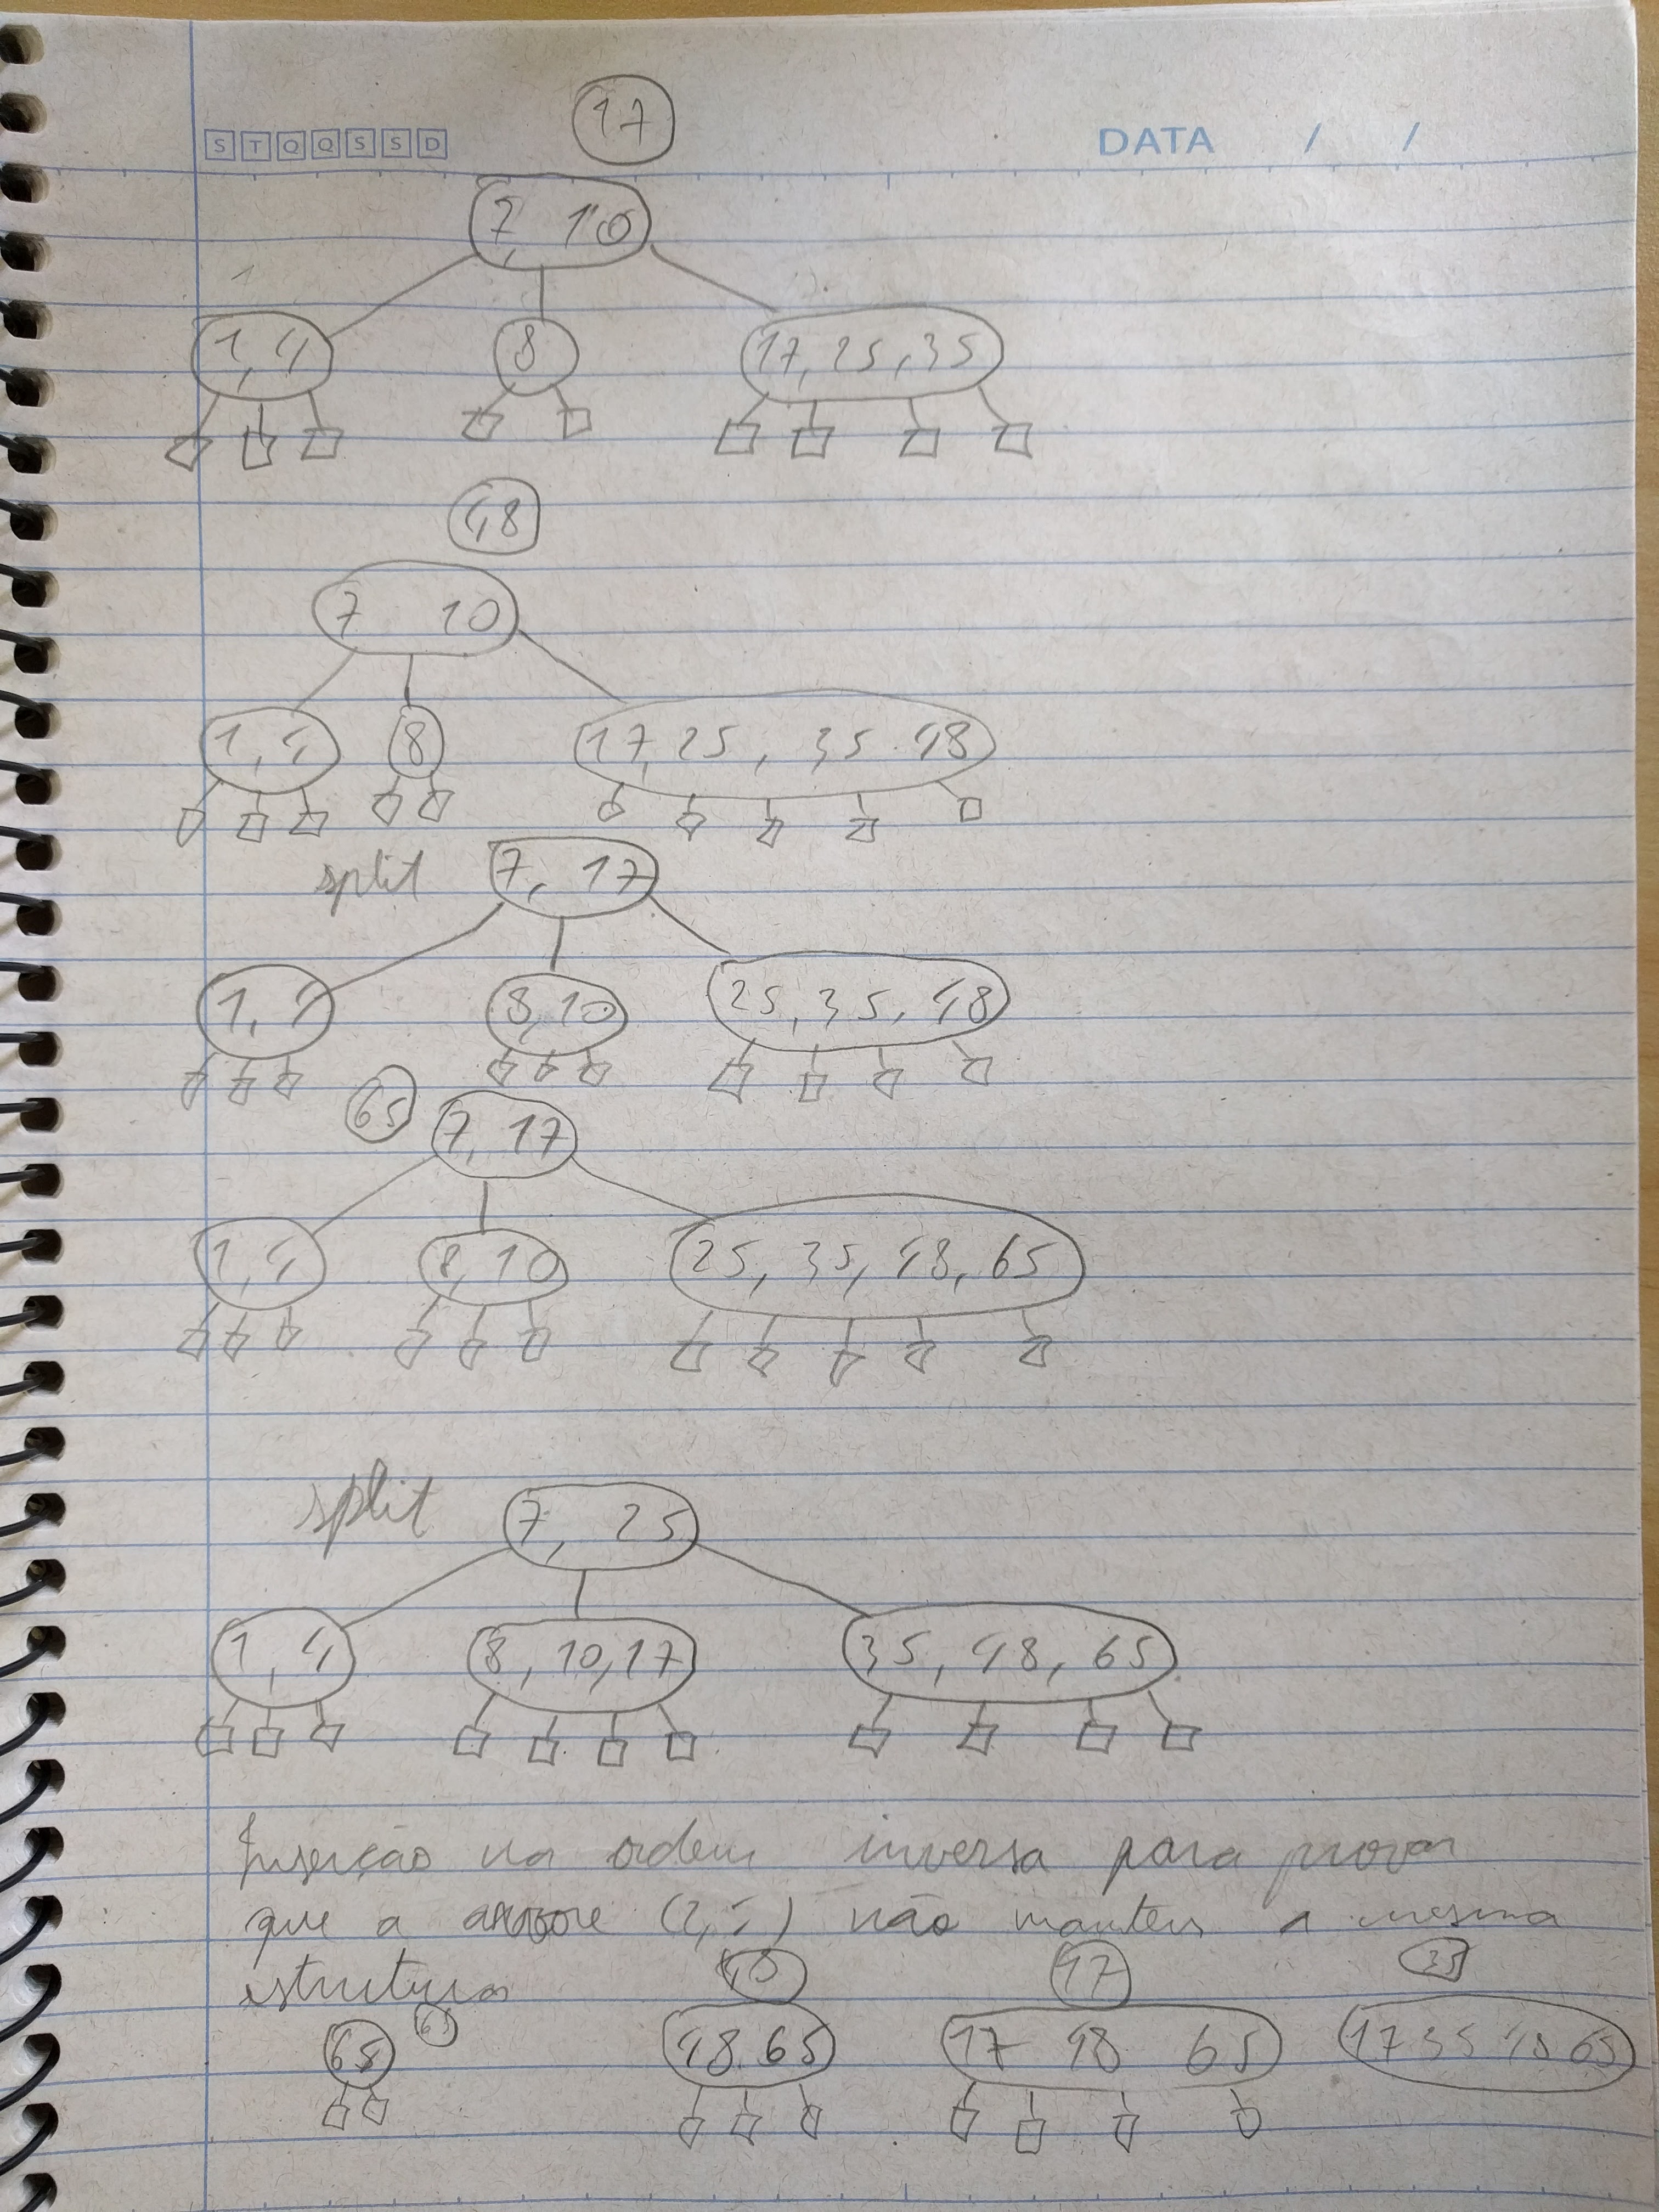 17
S T Q Q S S D DATA / /
7, 10
1, 4 8 17, 25, 35
48
7 10
1, 4 8 17, 25, 35 48
split 7, 17
1, 4 8, 10 25, 35, 48
65 7, 17
1, 4 8, 10 25, 35, 48, 65
split 7, 25
1, 4 8, 10, 17 35, 48, 65
Inserção na ordem inversa para provar
que a arvore (2,4) não mantem a mesma
estrutura 48 17 35
65 65 48 65 17 48 65 17 35 48 65